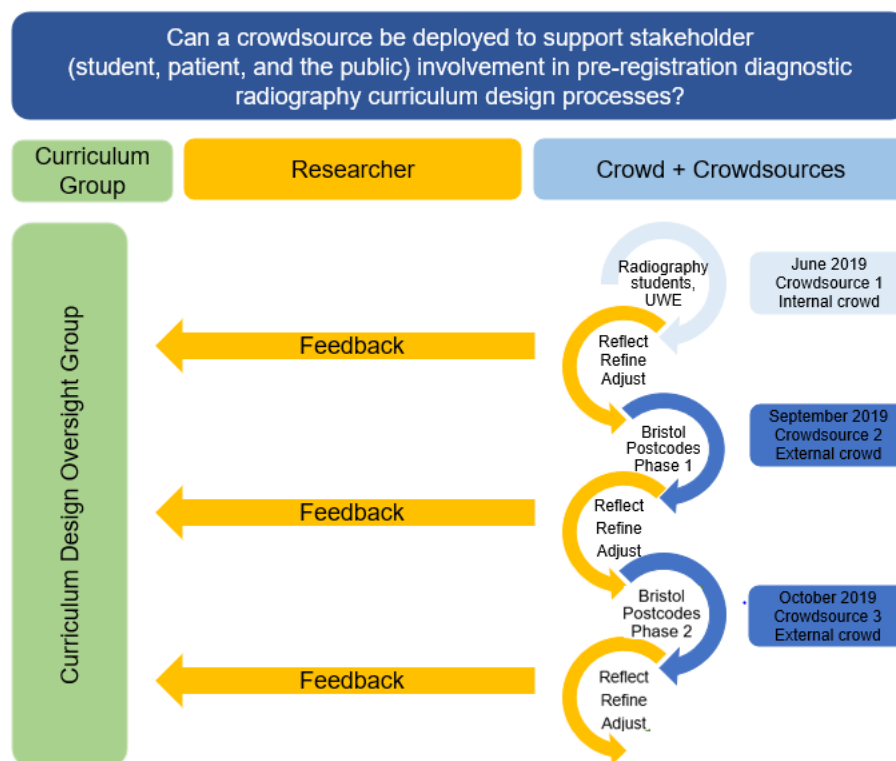 Can a crowdsource be deployed to support stakeholder
(student, patient, and the public) involvement in pre-registration diagnostic
radiography curriculum design processes?
Curriculum
Group
Researcher
Crowd + Crowdsources
Curriculum Design Oversight Group
Radiography
students,
UWE
June 2019
Crowdsource 1
Internal crowd
Feedback
Reflect
Refine
Adjust
Bristol
Postcodes
Phase 1
September 2019
Crowdsource 2
External crowd
Feedback
Reflect
Refine
Adjust
Bristol
Postcodes
Phase 2
October 2019
Crowdsource 3
External crowd
Feedback
Reflect
Refine
Adjust